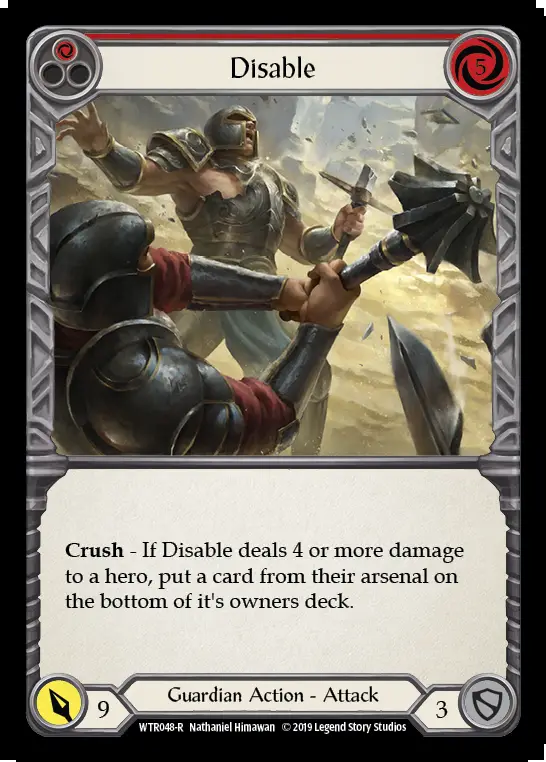 Disable
5
Crush - If Disable deals 4 or more damage
to a hero, put a card from their arsenal on
the bottom of it's owners deck.
9
Guardian Action - Attack
3
WTR048-R Nathaniel Himawan © 2019 Legend Story Studios